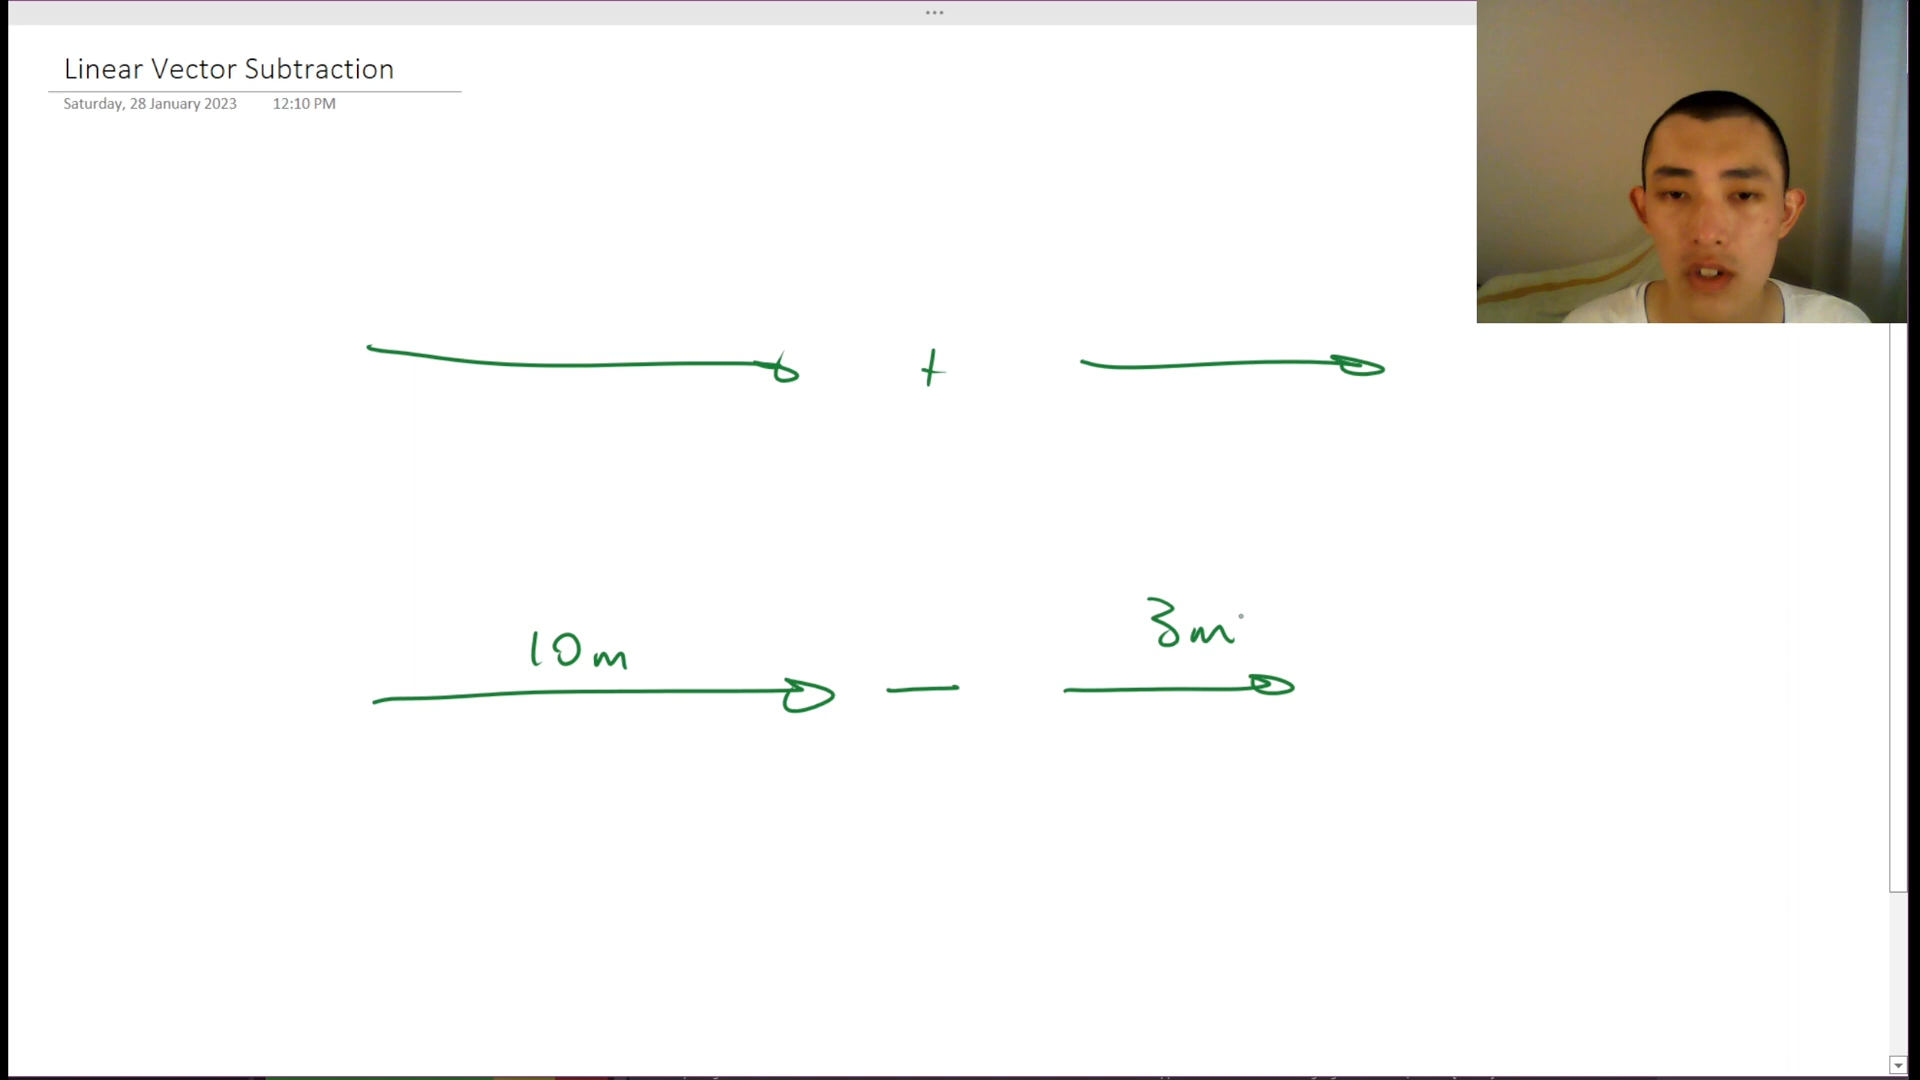 Linear Vector Subtraction
Saturday, 28 January 2023 12:10 PM
+
10m — 3m